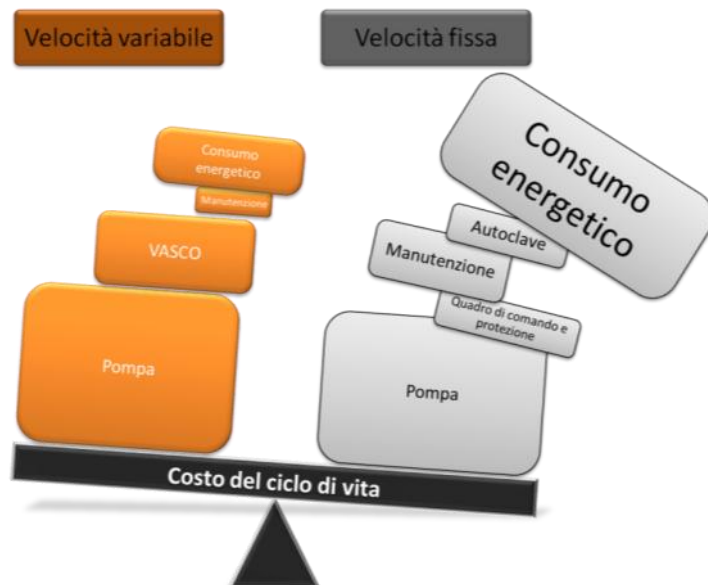 Velocità variabile
Velocità fissa
Consumo
energetico
Manutenzione
VASCO
Pompa
Consumo
energetico
Autoclave
Manutenzione
Quadro di comando e
protezione
Pompa
Costo del ciclo di vita